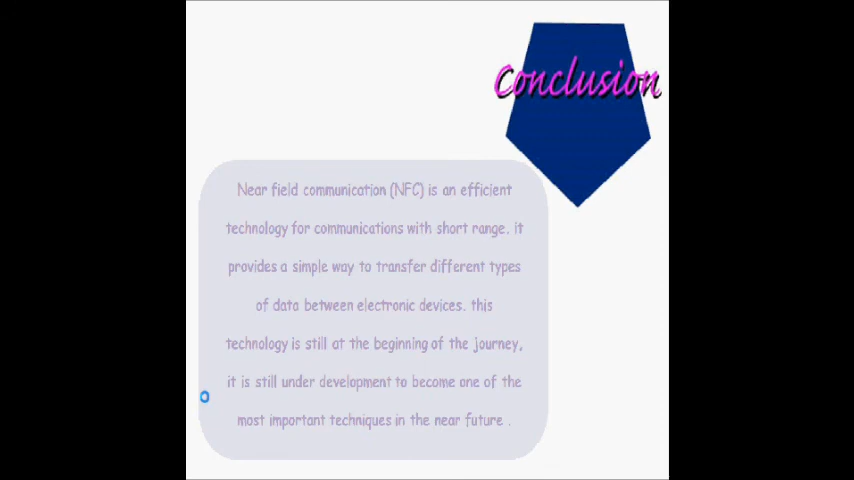 Conclusion
Near field communication (NFC) is an efficient
technology for communications with short range. it
provides a simple way to transfer different types
of data between electronic devices. this
technology is still at the beginning of the journey,
it is still under development to become one of the
most important techniques in the near future .